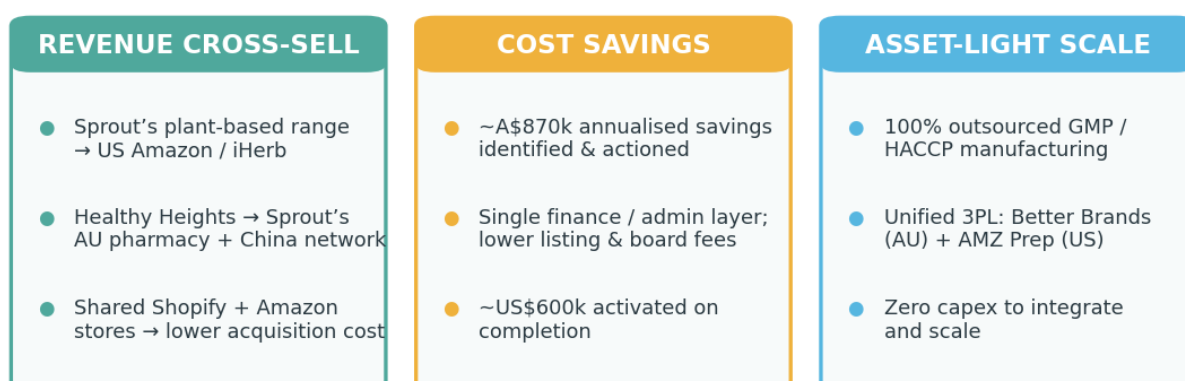 REVENUE CROSS-SELL
Sprout’s plant-based range
→ US Amazon / iHerb
Healthy Heights → Sprout’s
AU pharmacy + China network
Shared Shopify + Amazon
stores → lower acquisition cost
COST SAVINGS
~A$870k annualised savings
identified & actioned
Single finance / admin layer;
lower listing & board fees
~US$600k activated on
completion
ASSET-LIGHT SCALE
100% outsourced GMP /
HACCP manufacturing
Unified 3PL: Better Brands
(AU) + AMZ Prep (US)
Zero capex to integrate
and scale